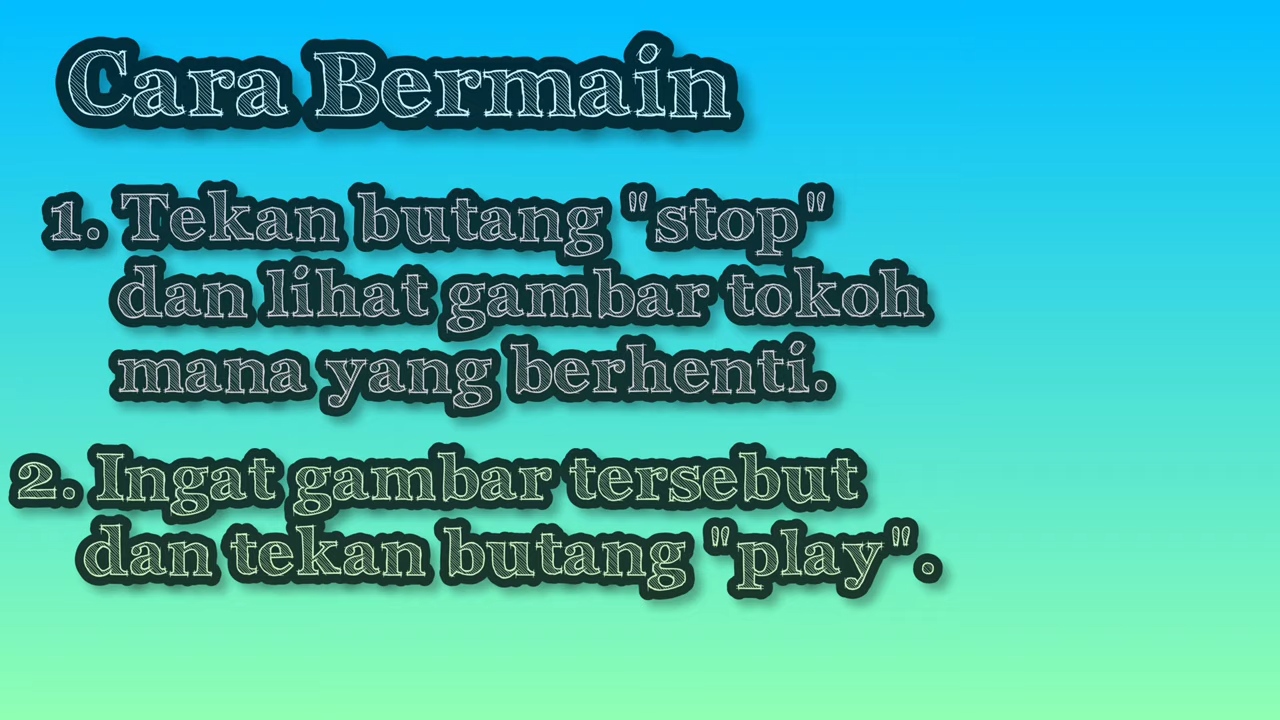 Cara Bermain
1. Tekan butang "stop"
dan lihat gambar tokoh
mana yang berhenti.
2. Ingat gambar tersebut
dan tekan butang "play".